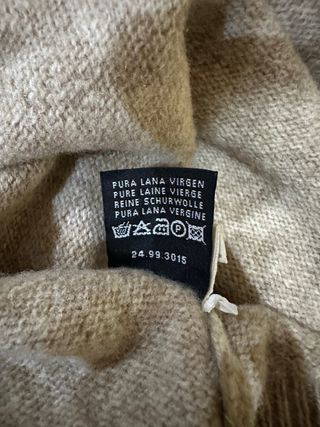 PURA LANA VIRGEN
PURE LAINE VIERGE
REINE SCHURWOLLE
PURA LANA VERGINE
P
24.99.3015